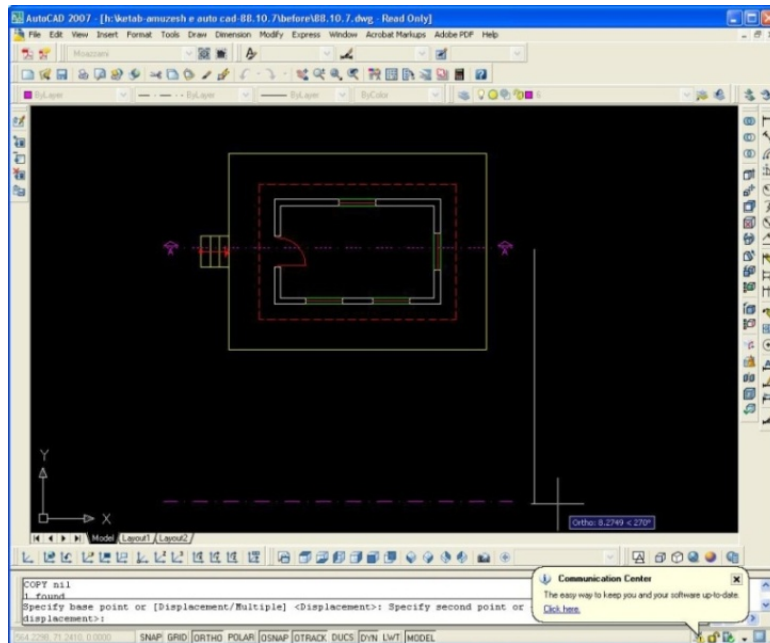 AutoCAD 2007 - [h:\ketab-amuzesh e auto cad-88.10.7\before\88.10.7.dwg - Read Only]
File Edit View Insert Format Tools Draw Dimension Modify Express Window Acrobat Markups Adobe PDF Help
Moazzami
ByLayer ByLayer ByLayer ByColor 6
A A
Y
X
Ortho: 8.2749 < 270°
Model Layout1 Layout2
COPY nil
1 found
Specify base point or [Displacement/Multiple] <Displacement>: Specify second point or
displacement>:
Communication Center
The easy way to keep you and your software up-to-date.
Click here.
SNAP GRID ORTHO POLAR OSNAP OTRACK DUCS DYN LWT MODEL